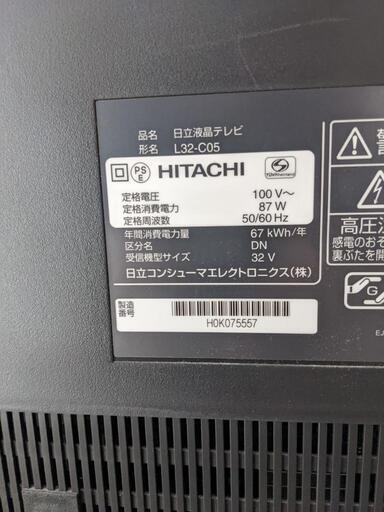 品名 日立液晶テレビ
形名 L32-C05
PS
E
HITACHI
TÜVRheinland
定格電圧 100 V～
定格消費電力 87 W
定格周波数 50/60 Hz
年間消費電力量 67 kWh/年
区分名 DN
受信機型サイズ 32 V
日立コンシューマエレクトロニクス(株)
製造
番号
H0K075557
高圧注
感電のおそれ
裏ぶたを開
G
EJ